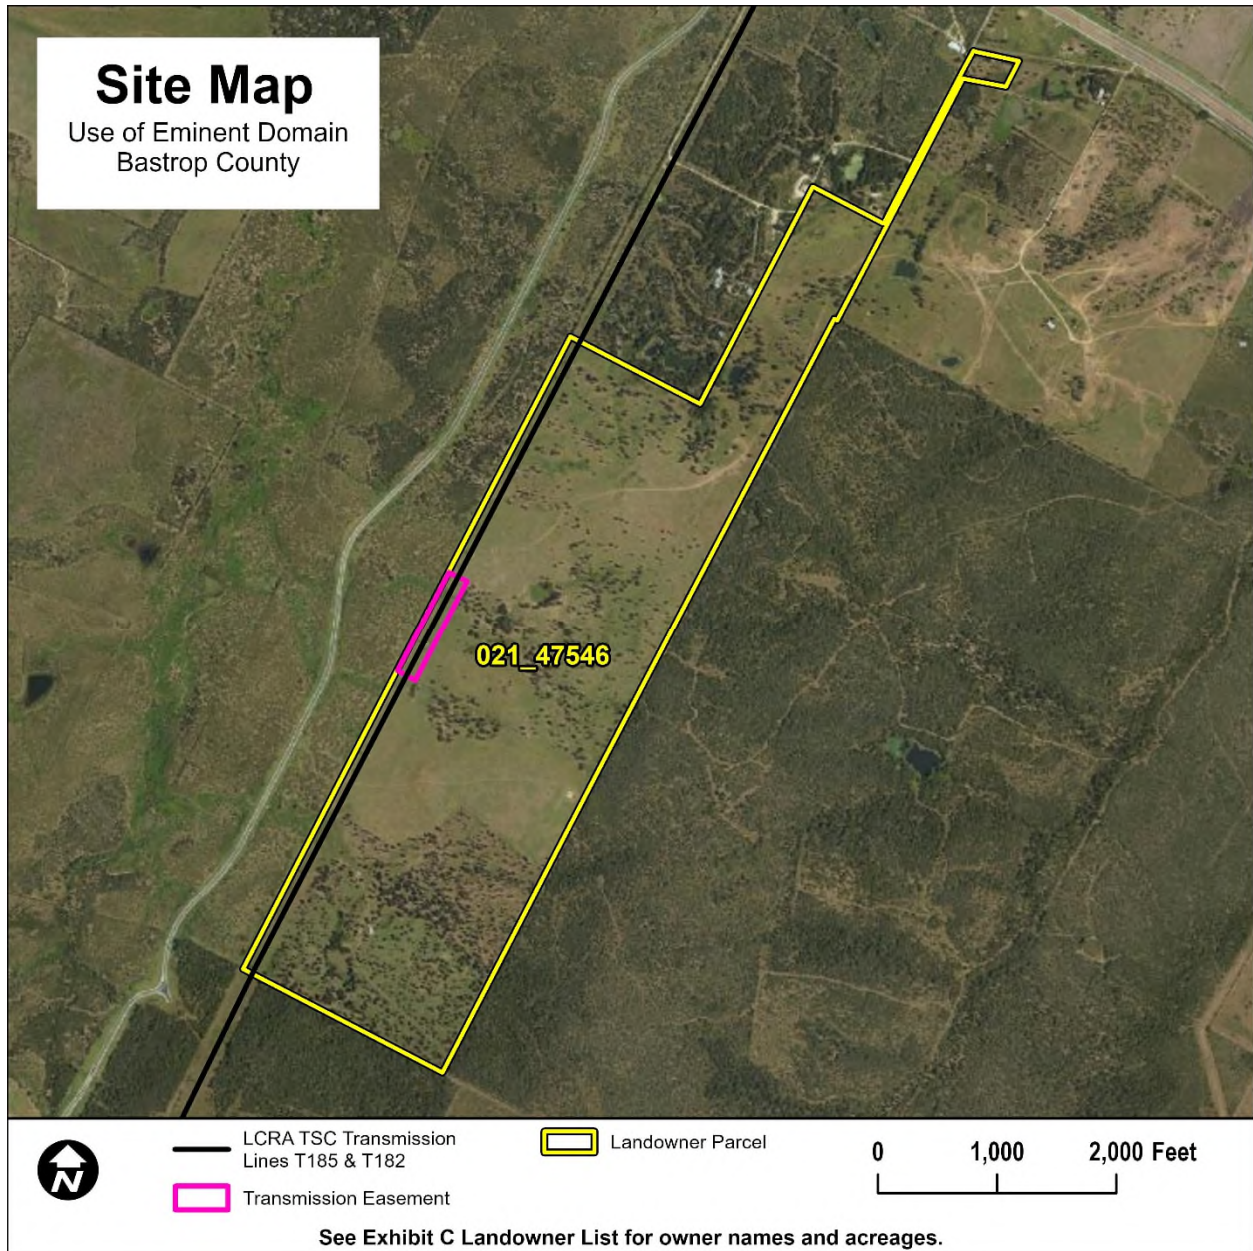 Site Map
Use of Eminent Domain
Bastrop County
021_47546
N
LCRA TSC Transmission
Lines T185 & T182
Transmission Easement
Landowner Parcel
0 1,000 2,000 Feet
See Exhibit C Landowner List for owner names and acreages.